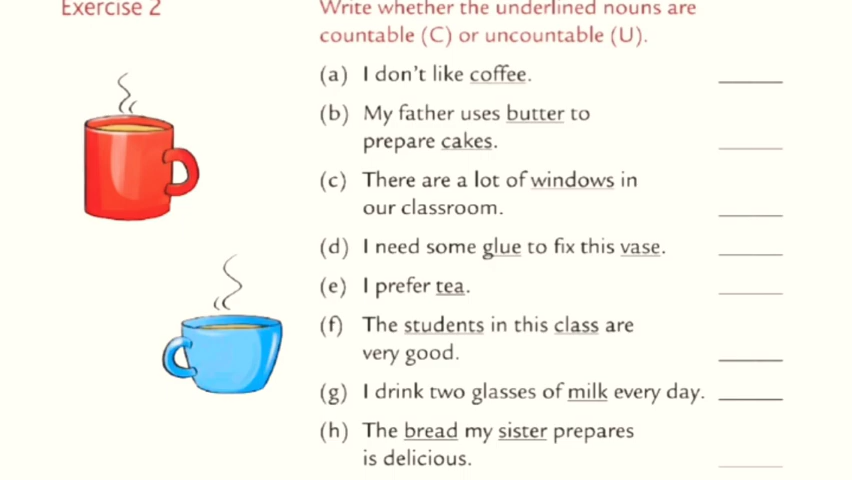 Exercise 2
Write whether the underlined nouns are
countable (C) or uncountable (U).
(a) I don't like coffee.
(b) My father uses butter to
prepare cakes.
(c) There are a lot of windows in
our classroom.
(d) I need some glue to fix this vase.
(e) I prefer tea.
(f) The students in this class are
very good.
(g) I drink two glasses of milk every day.
(h) The bread my sister prepares
is delicious.